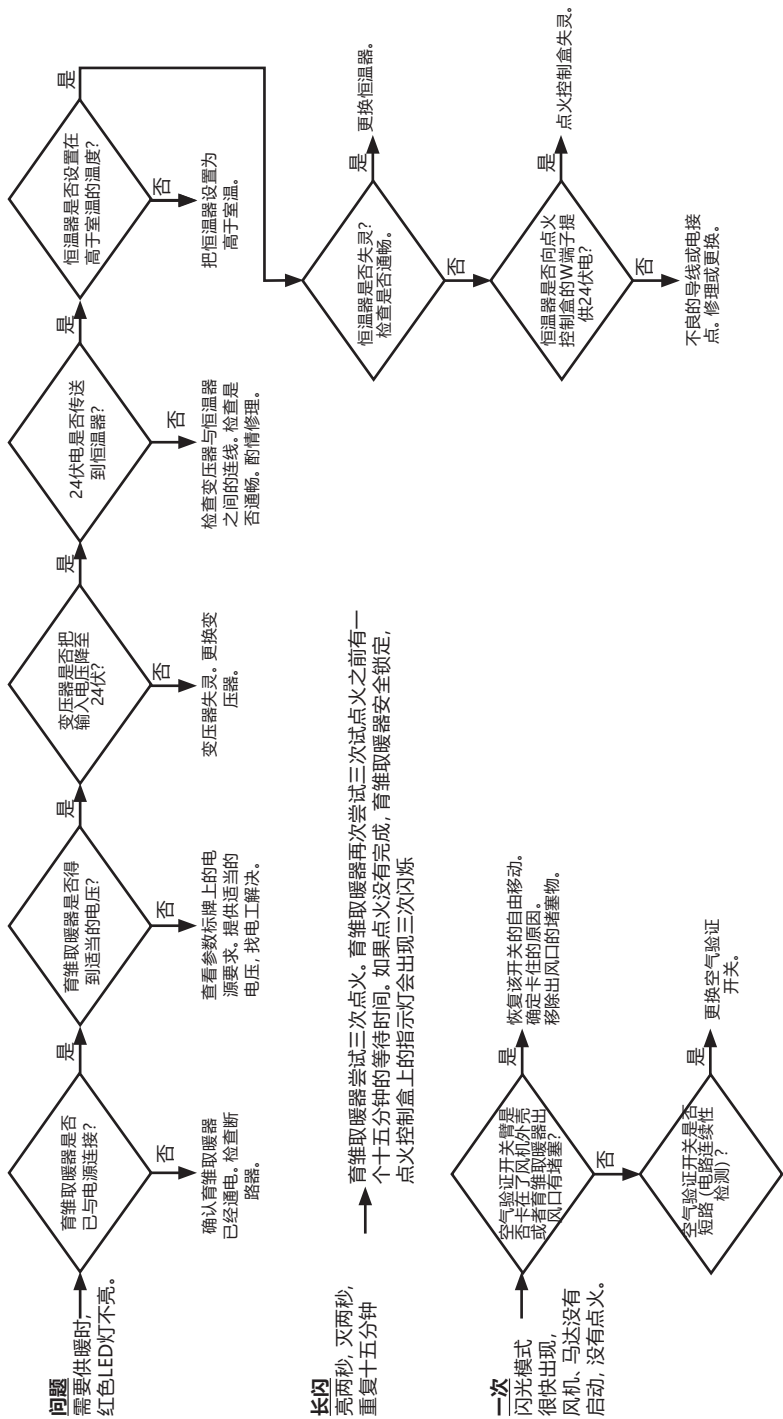 问题
需要供暖时,
红色LED灯不亮。
育雏取暖器是否
已与电源连接?
是
否
确认育雏取暖器
已经通电。检查断
路器。
育雏取暖器是否得
到适当的电压?
是
否
查看参数标牌上的电
源要求。提供适当的
电压, 找电工解决。
变压器是否把
输入电压降至
24伏?
是
否
变压器失灵。更换变
压器。
24伏电是否传送
到恒温器?
是
否
检查变压器与恒温器
之间的连线。检查是
否通畅。酌情修理。
恒温器是否设置在
高于室温的温度?
是
否
把恒温器设置为
高于室温。
恒温器是否失灵?
检查是否通畅。
是
更换恒温器。
否
恒温器是否向点火
控制盒的W端子提
供24伏电?
是
点火控制盒失灵。
否
不良的导线或电接
点。修理或更换。
长闪
亮两秒, 灭两秒,
重复十五分钟
育雏取暖器尝试三次点火。育雏取暖器再次尝试三次试点火之前有一
个十五分钟的等待时间。如果点火没有完成, 育雏取暖器安全锁定,
点火控制盒上的指示灯会出现三次闪烁
一次
闪光模式
很快出现,
风机、马达没有
启动, 没有点火。
空气验证开关臂是
否卡在了风机外壳
或者育雏取暖器出
风口有堵塞?
是
恢复该开关的自由移动。
确定卡住的原因。
移除出风口的堵塞物。
否
空气验证开关是否
短路 (电路连续性
检测) ?
是
更换空气验证
开关。